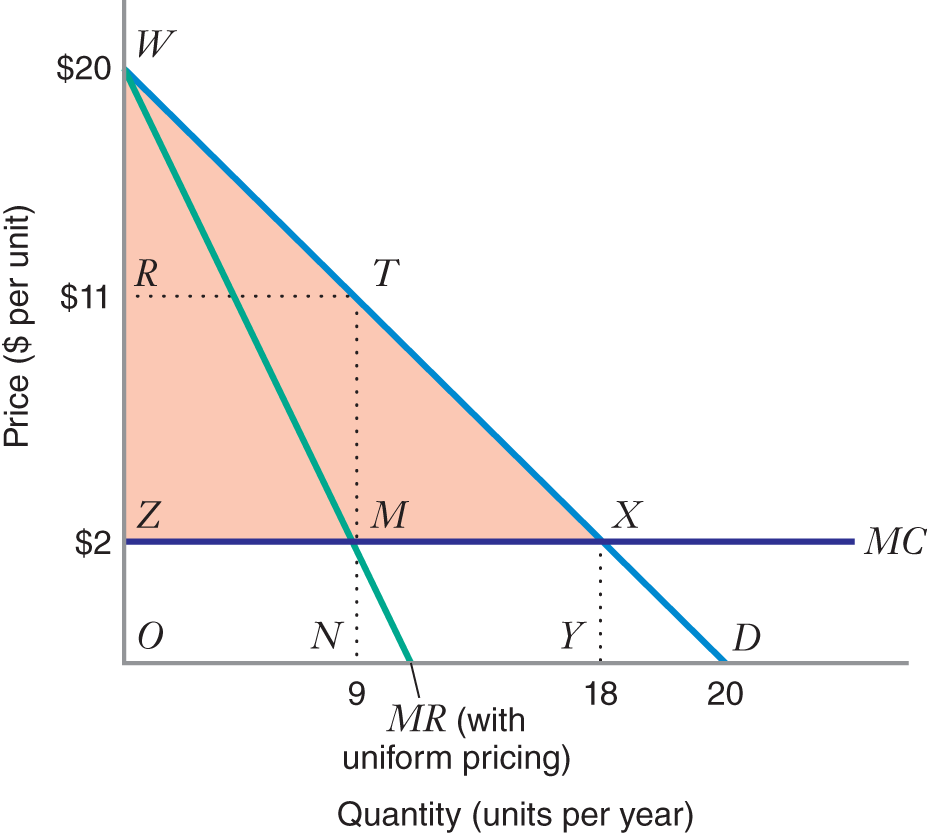 W
$20
R
T
$11
Price ($ per unit)
Z
M
X
$2
MC
O
N
Y
D
9
18
20
MR (with
uniform pricing)
Quantity (units per year)